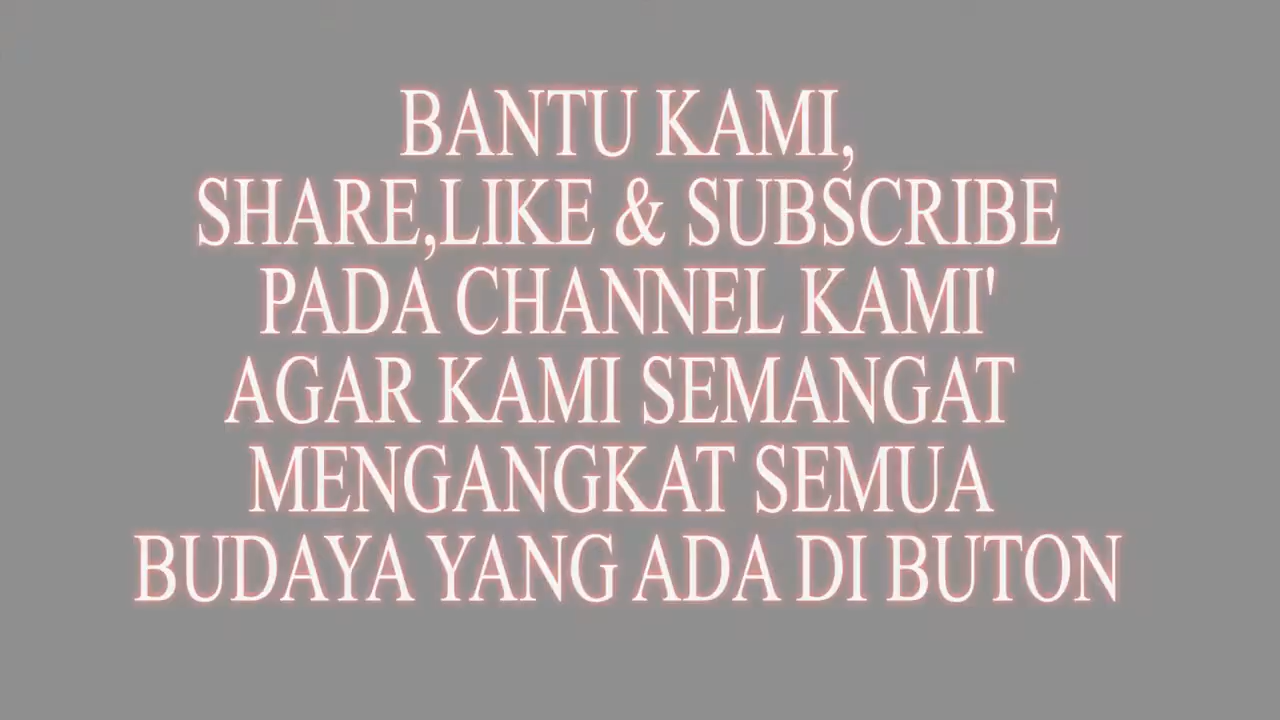 BANTU KAMI,
SHARE,LIKE & SUBSCRIBE
PADA CHANNEL KAMI'
AGAR KAMI SEMANGAT
MENGANGKAT SEMUA
BUDAYA YANG ADA DI BUTON